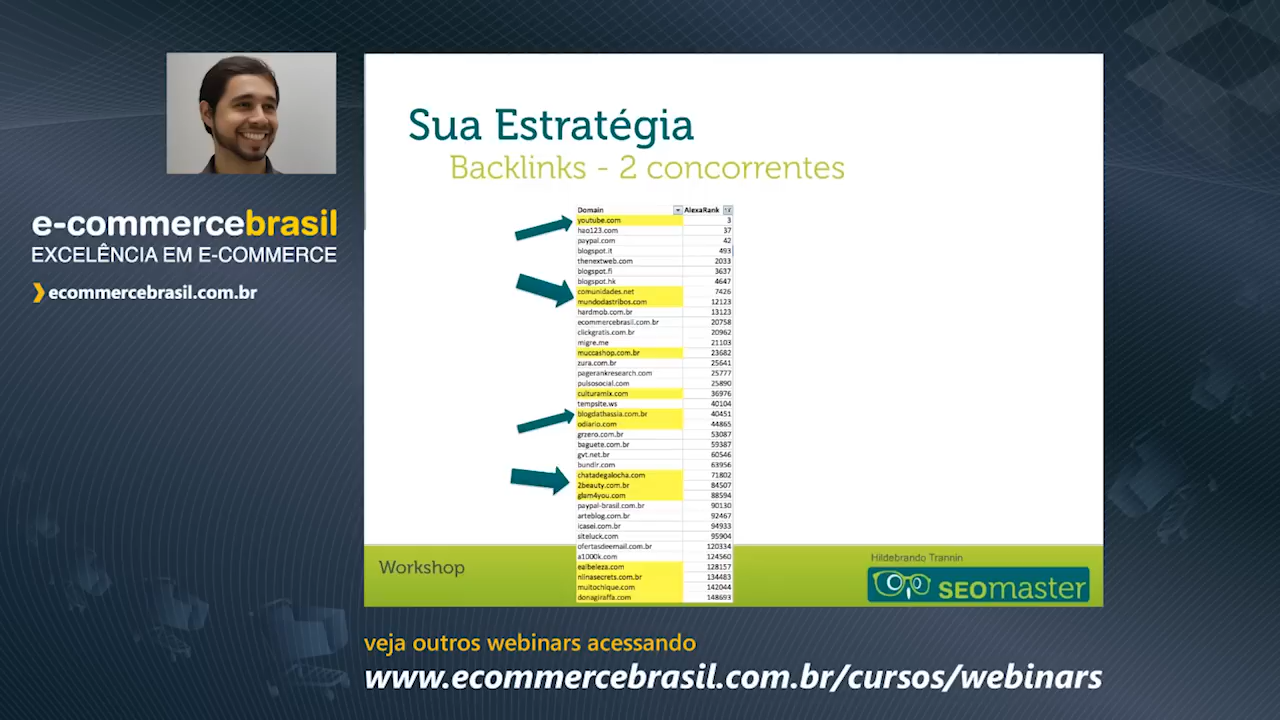 e-commercebrasil
EXCELÊNCIA EM E-COMMERCE
ecommercebrasil.com.br
Sua Estratégia
Backlinks - 2 concorrentes
Domain AlexaRank
youtube.com 3
hao123.com 37
paypal.com 42
blogspot.it 493
thenextweb.com 2033
blogspot.fi 3637
blogspot.hk 4647
comunidades.net 7426
mundodastribos.com 12123
hardmob.com.br 13123
ecommercebrasil.com.br 20758
clickgratis.com.br 20962
migre.me 21103
muccashop.com.br 23682
zura.com.br 25641
pagerankresearch.com 25777
pulsosocial.com 25890
culturamix.com 36976
tempsite.ws 40104
blogdathassia.com.br 40451
odiario.com 44865
grzero.com.br 53087
baguete.com.br 59387
gvt.net.br 60546
bundlr.com 63956
chatadegalocha.com 71802
2beauty.com.br 84507
glam4you.com 88594
paypal-brasil.com.br 90130
arteblog.com.br 92467
icasei.com.br 94933
siteluck.com 95904
ofertasdeemail.com.br 120334
a1000k.com 124560
ealbeleza.com 128157
niinasecrets.com.br 134483
muitochique.com 142044
donagiraffa.com 148693
Workshop
Hildebrando Trannin
SEOmaster
veja outros webinars acessando
www.ecommercebrasil.com.br/cursos/webinars